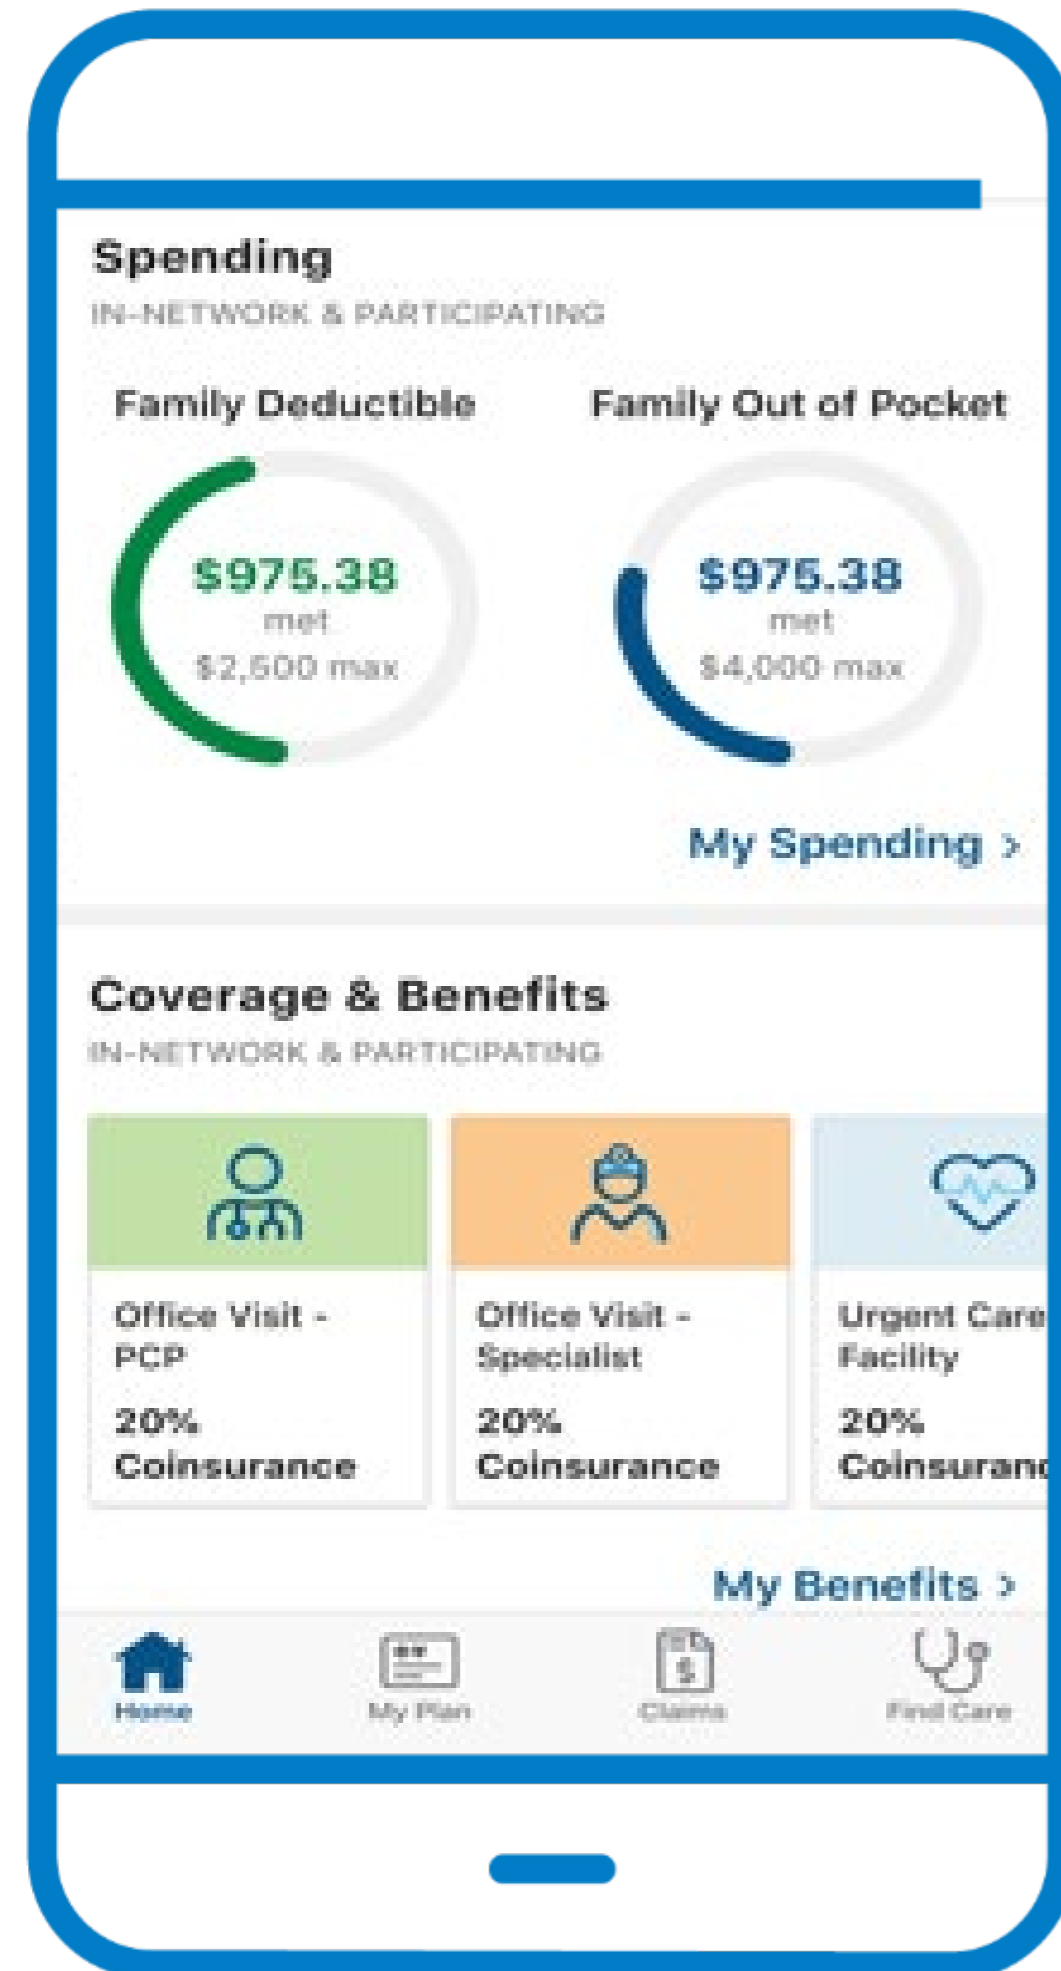 Spending
IN-NETWORK & PARTICIPATING
Family Deductible
Family Out of Pocket
$975.38
met
$2,500 max
$975.38
met
$4,000 max
My Spending >
Coverage & Benefits
IN-NETWORK & PARTICIPATING
Office Visit -
PCP
20%
Coinsurance
Office Visit -
Specialist
20%
Coinsurance
Urgent Care
Facility
20%
Coinsuranc
My Benefits >
Home
My Plan
$
Claims
Find Care